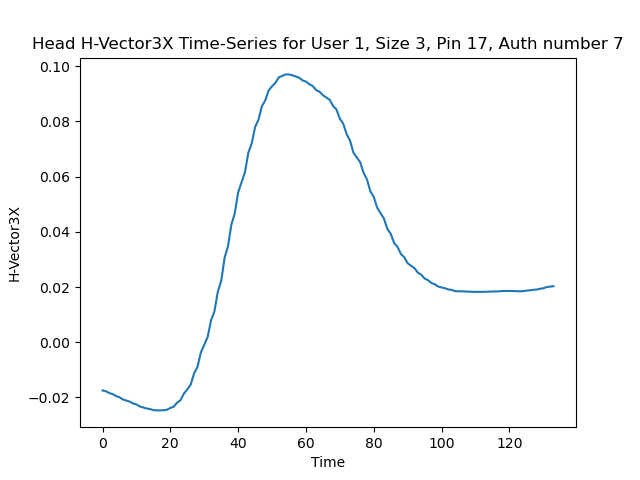 Head H-Vector3X Time-Series for User 1, Size 3, Pin 17, Auth number 7
0.10
0.08
0.06
0.04
0.02
0.00
−0.02
H-Vector3X
0 20 40 60 80 100 120
Time